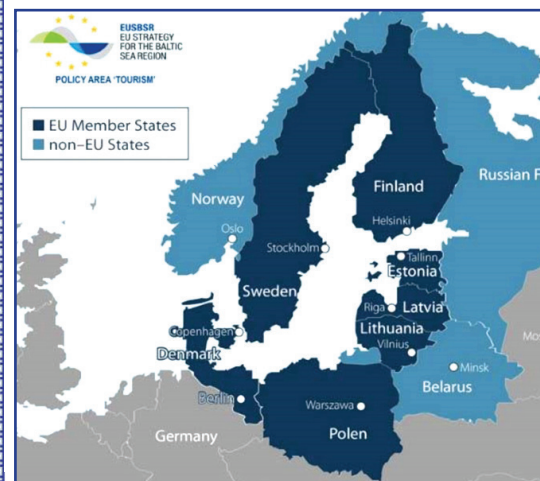 EUSBSR
EU STRATEGY
FOR THE BALTIC
SEA REGION
POLICY AREA 'TOURISM'
EU Member States
non-EU States
Norway
Oslo
Finland
Russian F
Helsinki
Stockholm
Tallinn
Estonia
Sweden
Riga
Latvia
Copenhagen
Lithuania
Denmark
Vilnius
Mos
Minsk
Belarus
Berlin
Warszawa
Germany
Polen